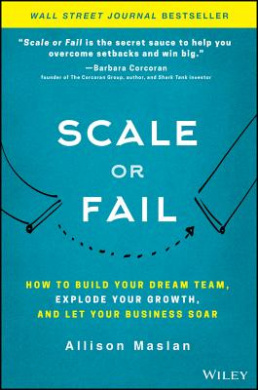 WALL STREET JOURNAL BESTSELLER
"Scale or Fail is the secret sauce to help you
overcome setbacks and win big."
—Barbara Corcoran
founder of The Corcoran Group, author, and Shark Tank Investor
SCALE
OR
FAIL
HOW TO BUILD YOUR DREAM TEAM,
EXPLODE YOUR GROWTH,
AND LET YOUR BUSINESS SOAR
Allison Maslan
WILEY